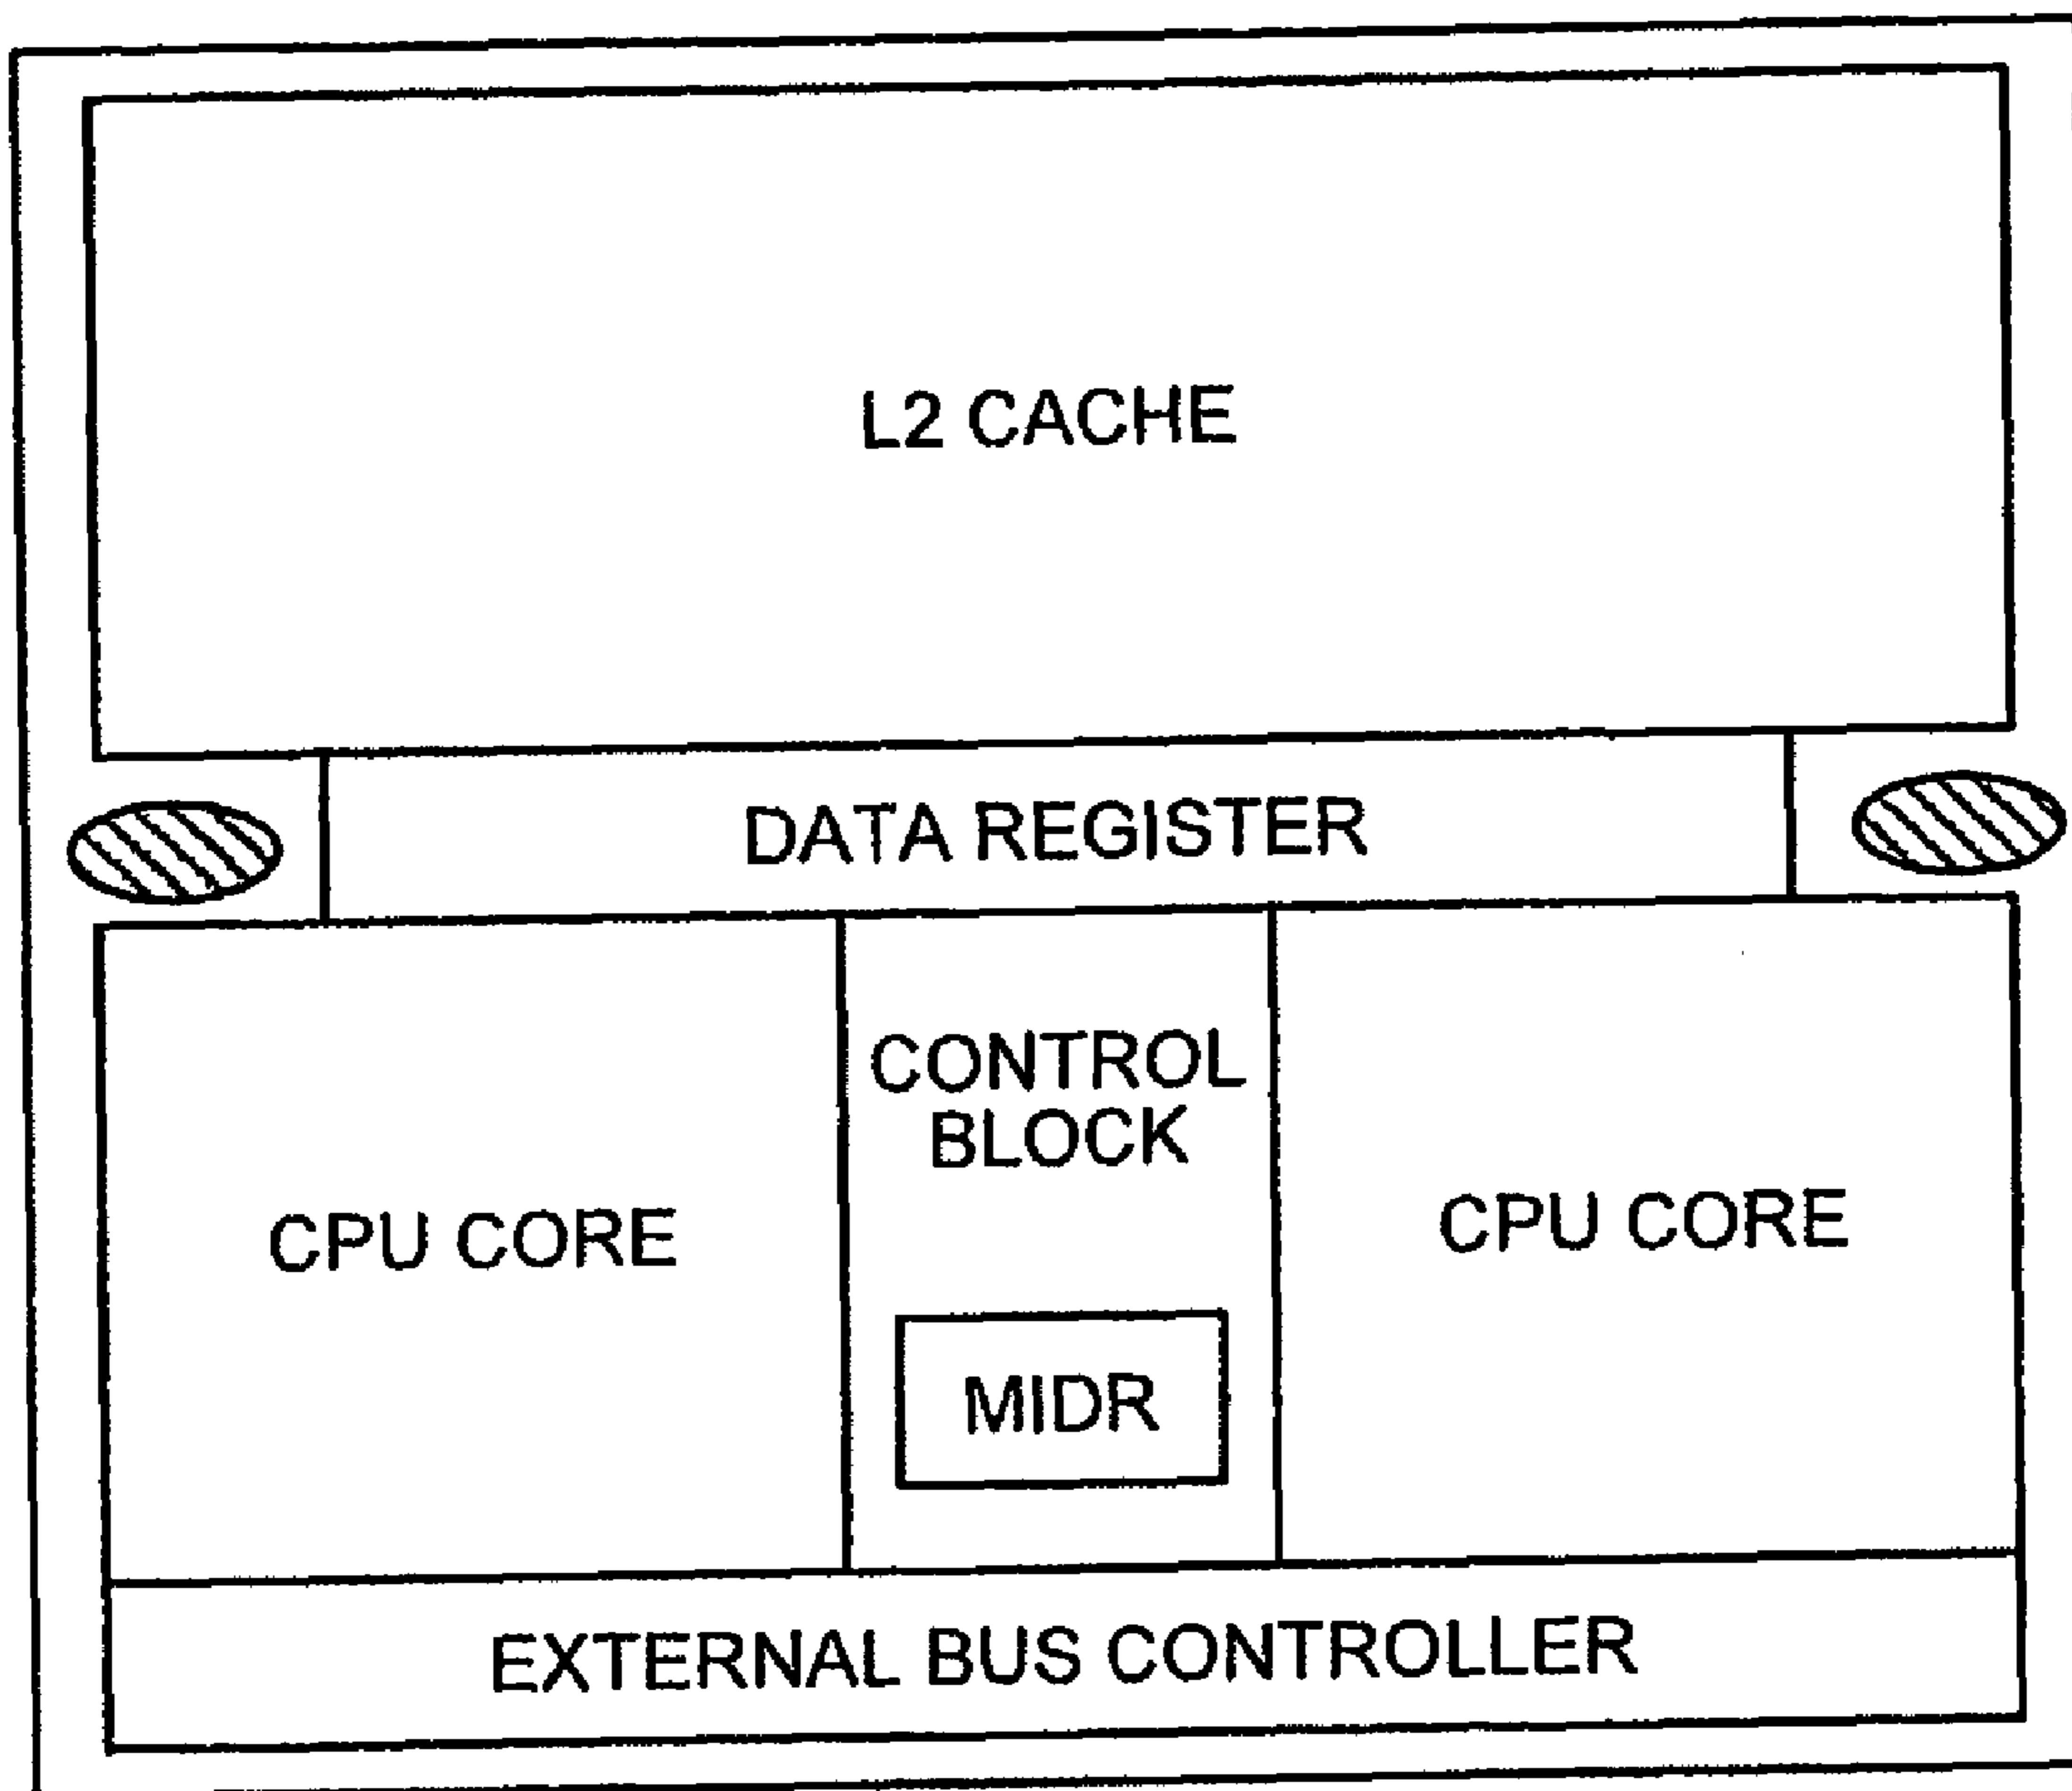 L2 CACHE
DATA REGISTER
CONTROL
BLOCK
CPU CORE
CPU CORE
MIDR
EXTERNAL BUS CONTROLLER